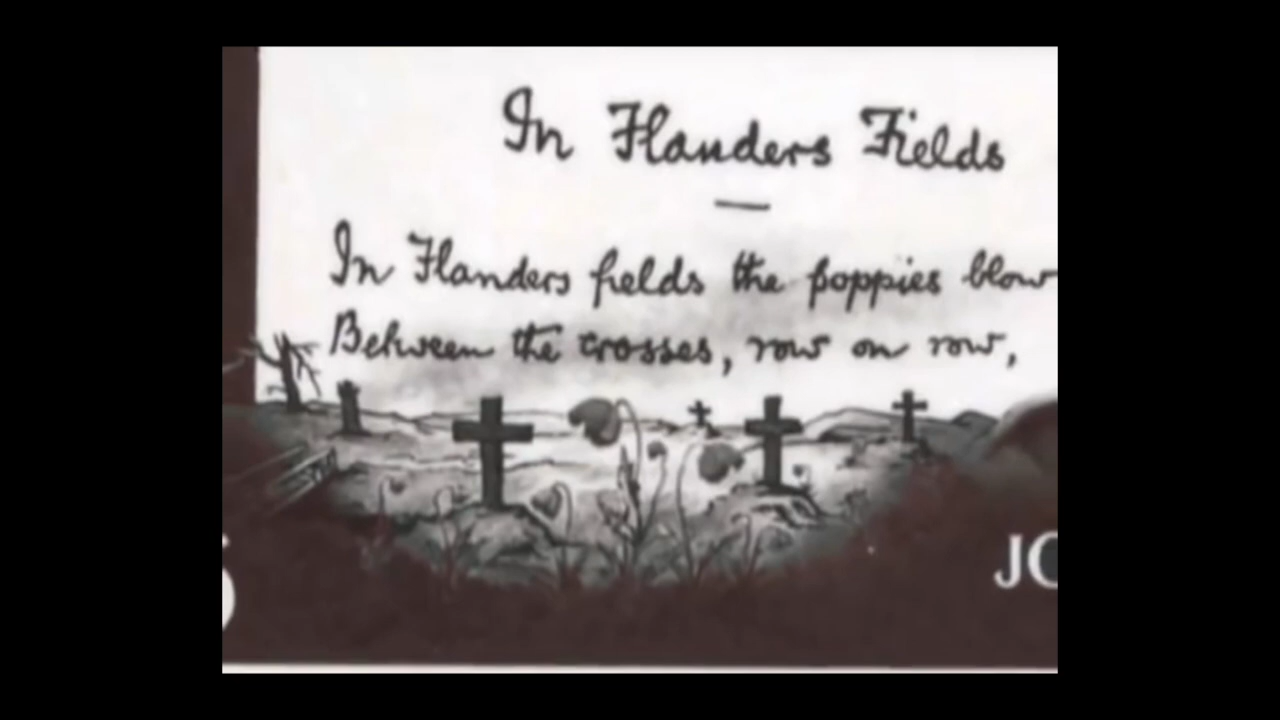 In Flanders Fields
In Flanders fields the poppies blow
Between the crosses, row on row,